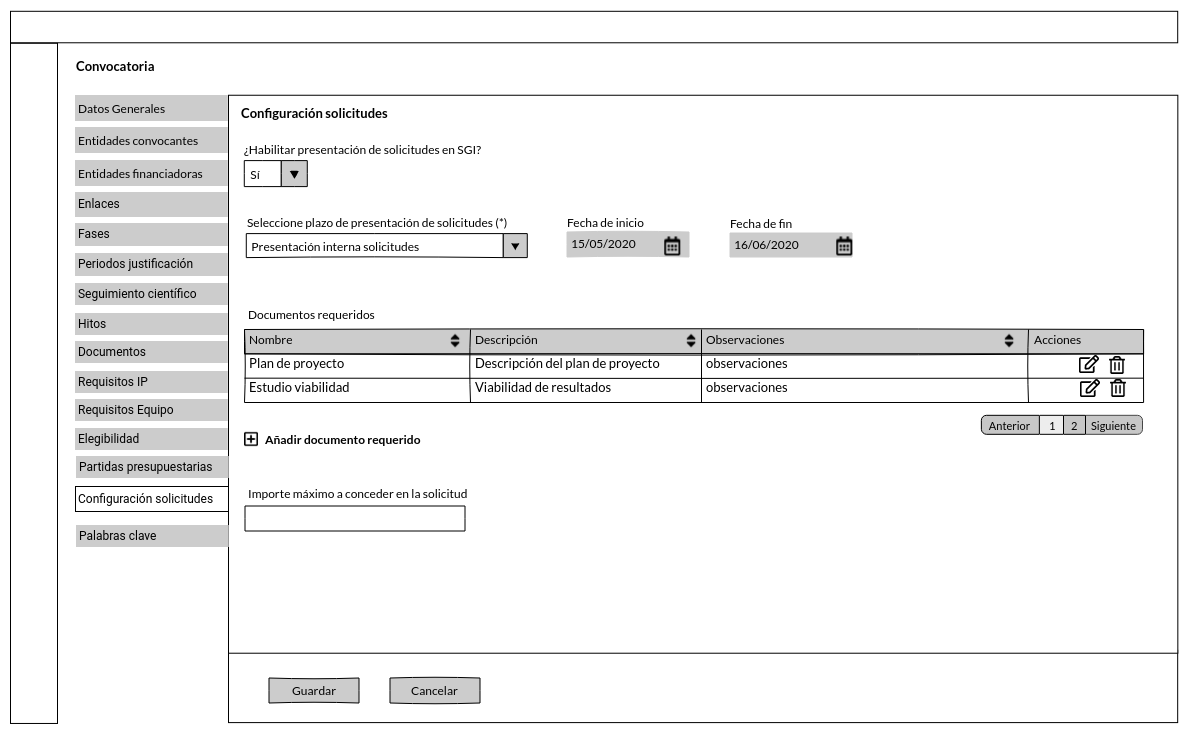 Convocatoria
Datos Generales
Entidades convocantes
Entidades financiadoras
Enlaces
Fases
Periodos justificación
Seguimiento científico
Hitos
Documentos
Requisitos IP
Requisitos Equipo
Elegibilidad
Partidas presupuestarias
Configuración solicitudes
Palabras clave
Configuración solicitudes
¿Habilitar presentación de solicitudes en SGI?
Sí
Seleccione plazo de presentación de solicitudes (*) Fecha de inicio Fecha de fin
Presentación interna solicitudes 15/05/2020 16/06/2020
Documentos requeridos
Nombre Descripción Observaciones Acciones
Plan de proyecto Descripción del plan de proyecto observaciones
Estudio viabilidad Viabilidad de resultados observaciones
Anterior 1 2 Siguiente
Añadir documento requerido
Importe máximo a conceder en la solicitud
Guardar Cancelar